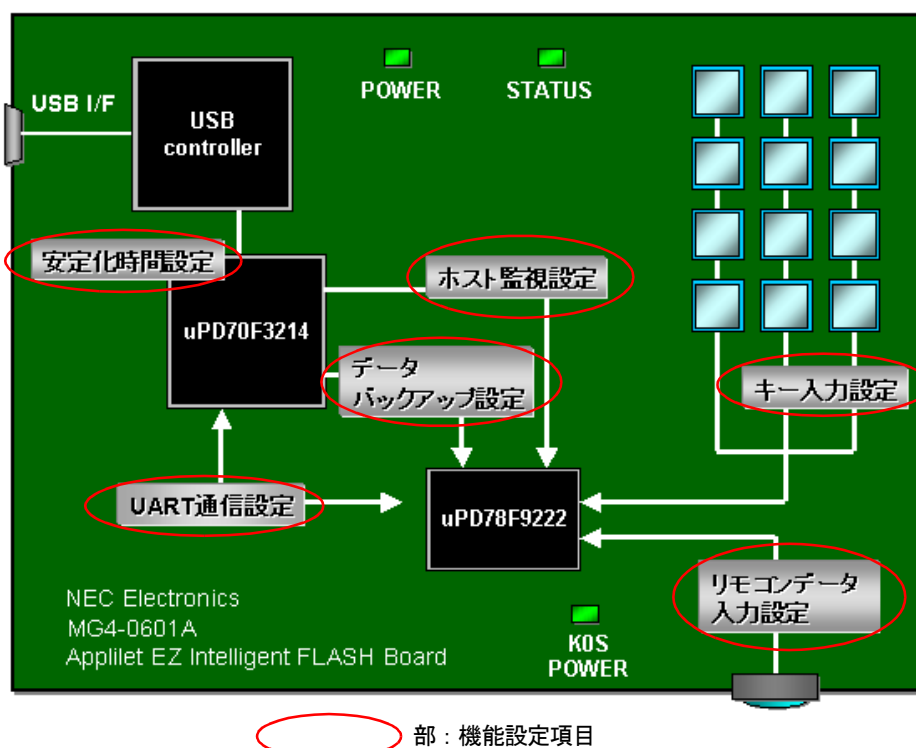 POWER
STATUS
USB I/F
USB
controller
安定化時間設定
ホスト監視設定
uPD70F3214
データ
バックアップ設定
キー入力設定
UART通信設定
uPD78F9222
リモコンデータ
入力設定
NEC Electronics
MG4-0601A
Applilet EZ Intelligent FLASH Board
K0S
POWER
部：機能設定項目